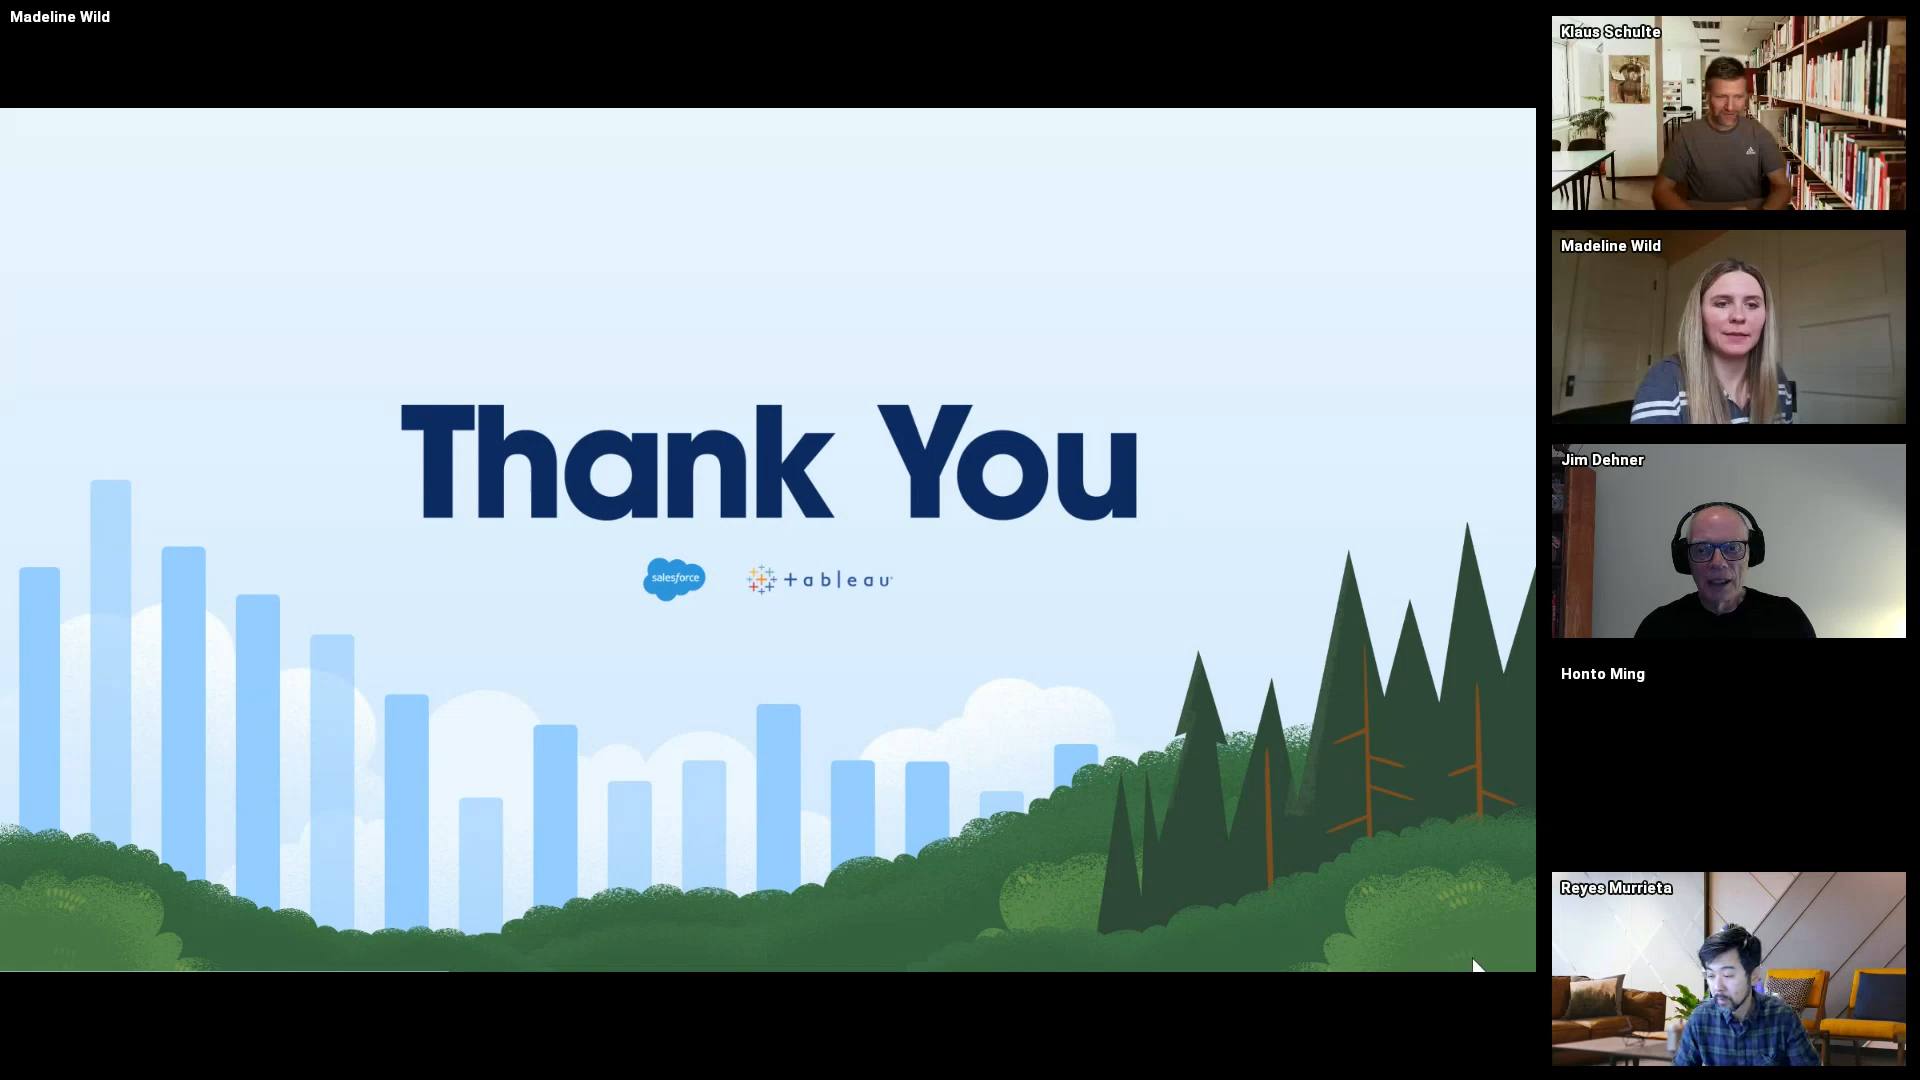 Madeline Wild
Thank You
salesforce
+ableau
Klaus Schulte
Madeline Wild
Jim Dehner
Honto Ming
Reyes Murrieta